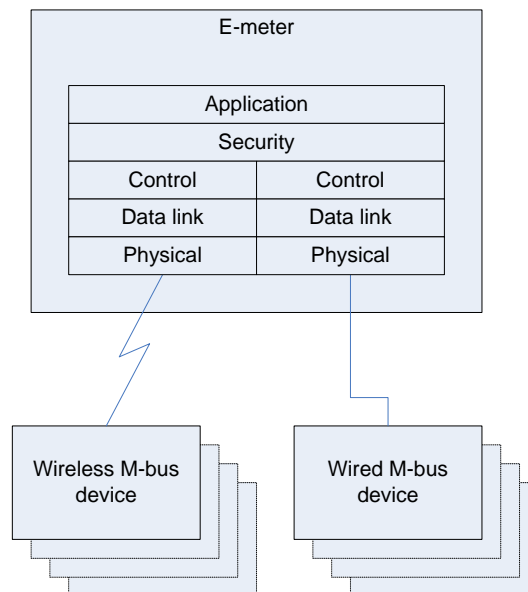 E-meter
Application
Security
Control Control
Data link Data link
Physical Physical
Wireless M-bus
device
Wired M-bus
device